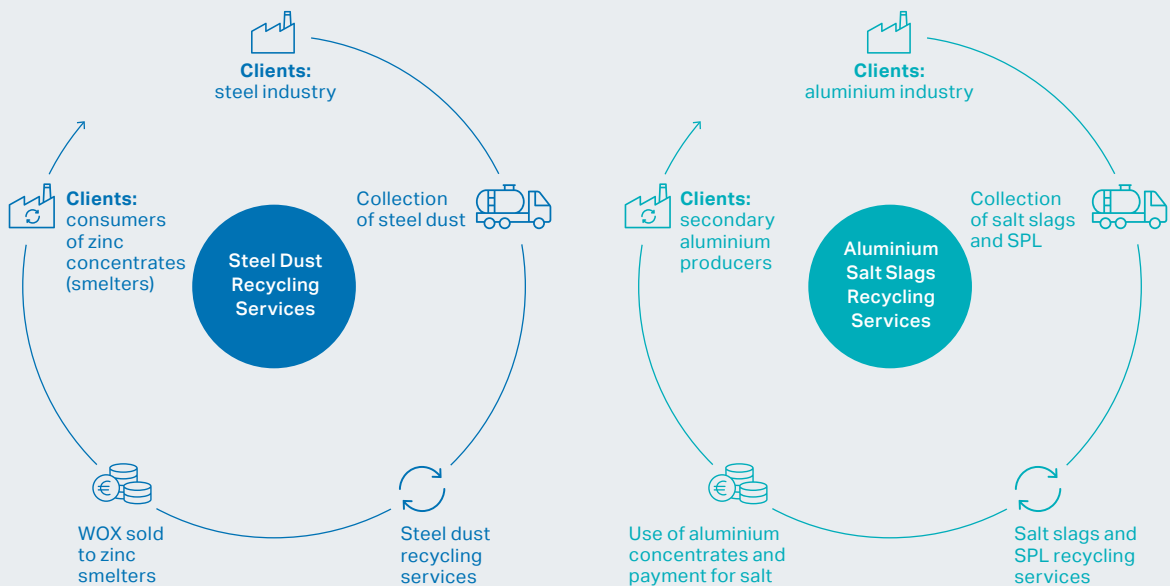 Clients:
steel industry
Collection
of steel dust
Steel dust
recycling
services
WOX sold
to zinc
smelters
Clients:
consumers
of zinc
concentrates
(smelters)
Steel Dust
Recycling
Services
Clients:
aluminium industry
Collection
of salt slags
and SPL
Salt slags and
SPL recycling
services
Use of aluminium
concentrates and
payment for salt
Clients:
secondary
aluminium
producers
Aluminium
Salt Slags
Recycling
Services